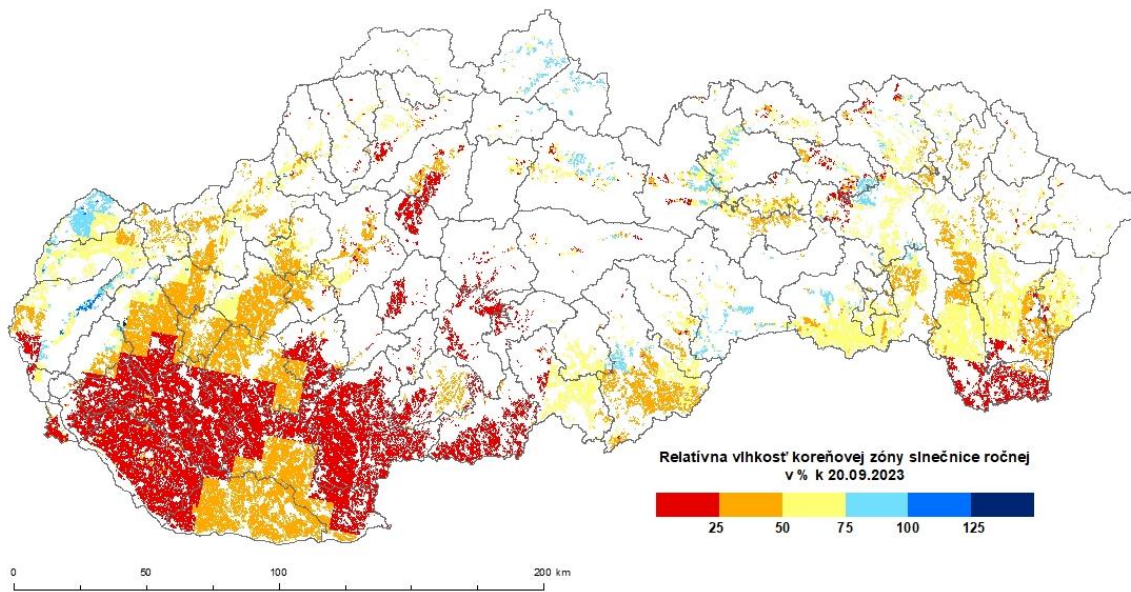 Relatívna vlhkosť koreňovej zóny slnečnice ročnej
v % k 20.09.2023
25 50 75 100 125
0 50 100 200 km